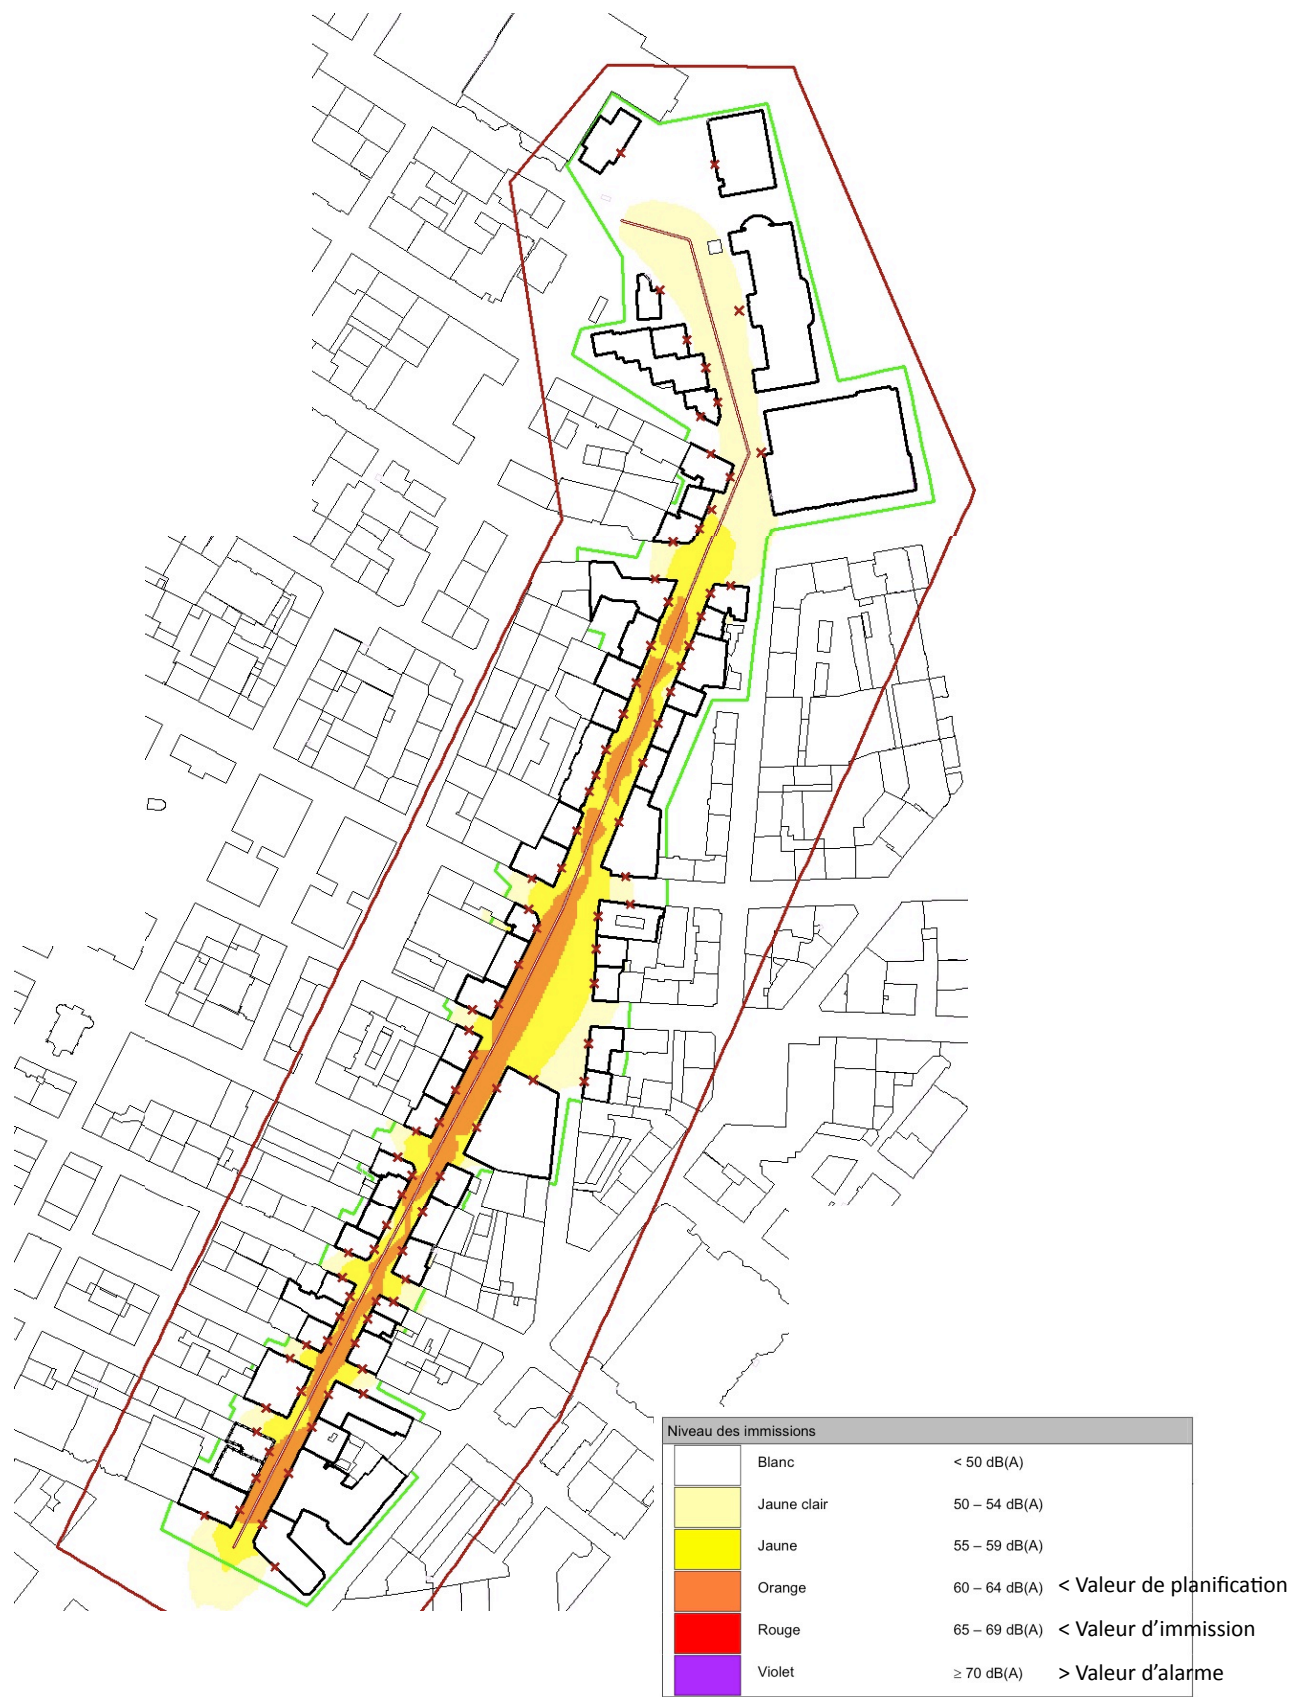 Niveau des immissions
Blanc < 50 dB(A)
Jaune clair 50 – 54 dB(A)
Jaune 55 – 59 dB(A)
Orange 60 – 64 dB(A) < Valeur de planification
Rouge 65 – 69 dB(A) < Valeur d’immission
Violet ≥ 70 dB(A) > Valeur d’alarme